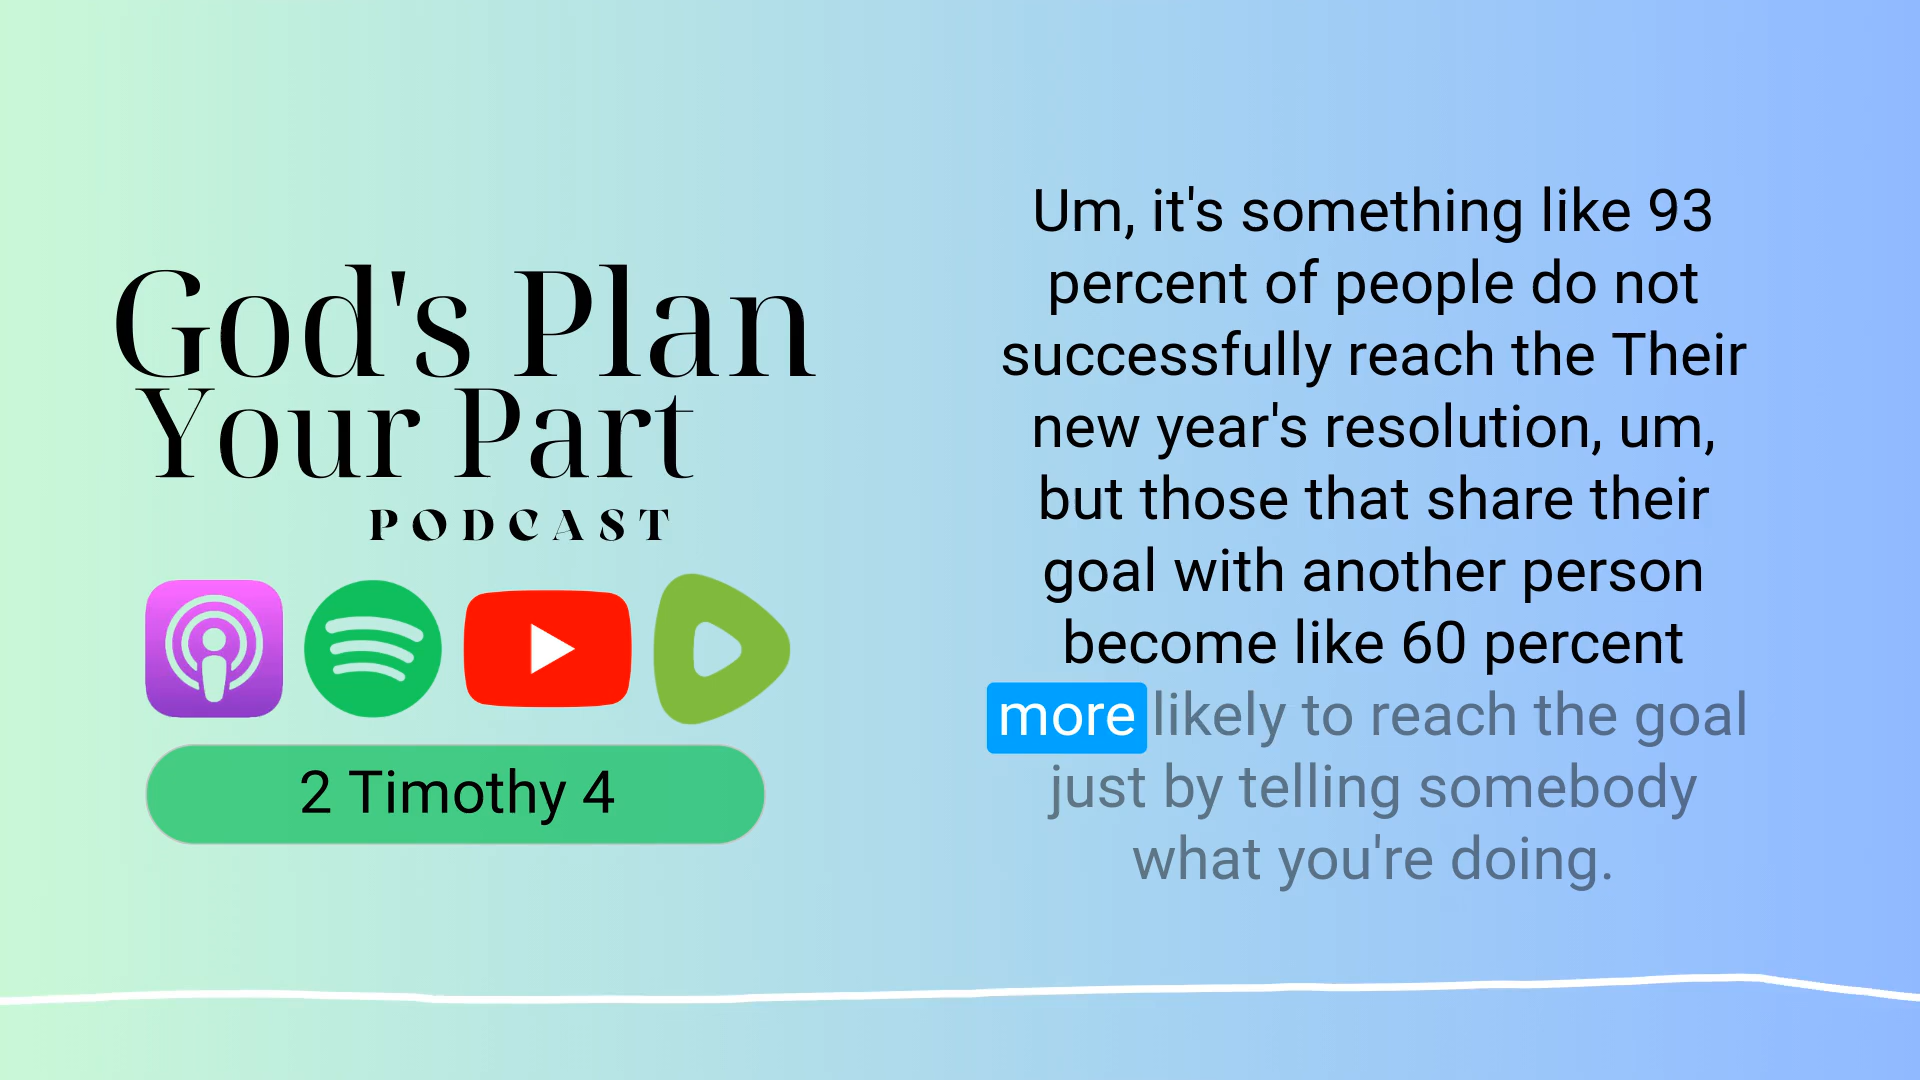 God's Plan
Your Part
PODCAST
2 Timothy 4
Um, it's something like 93
percent of people do not
successfully reach the Their
new year's resolution, um,
but those that share their
goal with another person
become like 60 percent
more likely to reach the goal
just by telling somebody
what you're doing.